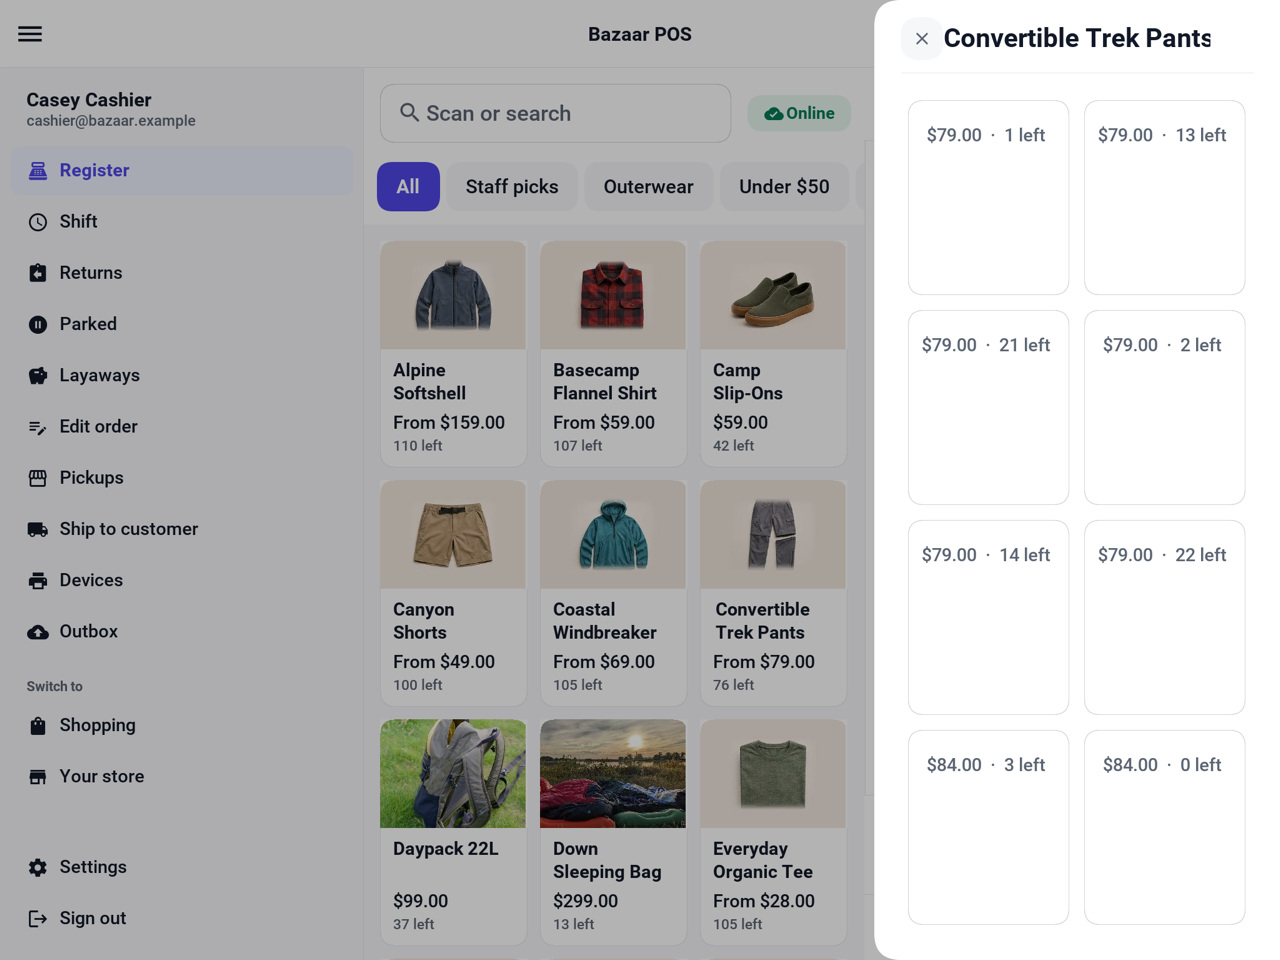 Bazaar POS
Casey Cashier
cashier@bazaar.example
Register
Shift
Returns
Parked
Layaways
Edit order
Pickups
Ship to customer
Devices
Outbox
Switch to
Shopping
Your store
Settings
Sign out
Scan or search
Online
All
Staff picks
Outerwear
Under $50
Alpine
Softshell
From $159.00
110 left
Basecamp
Flannel Shirt
From $59.00
107 left
Camp
Slip-Ons
$59.00
42 left
Canyon
Shorts
From $49.00
100 left
Coastal
Windbreaker
From $69.00
105 left
Convertible
Trek Pants
From $79.00
76 left
Daypack 22L
$99.00
37 left
Down
Sleeping Bag
$299.00
13 left
Everyday
Organic Tee
From $28.00
105 left
Convertible Trek Pants
$79.00 · 1 left
$79.00 · 13 left
$79.00 · 21 left
$79.00 · 2 left
$79.00 · 14 left
$79.00 · 22 left
$84.00 · 3 left
$84.00 · 0 left